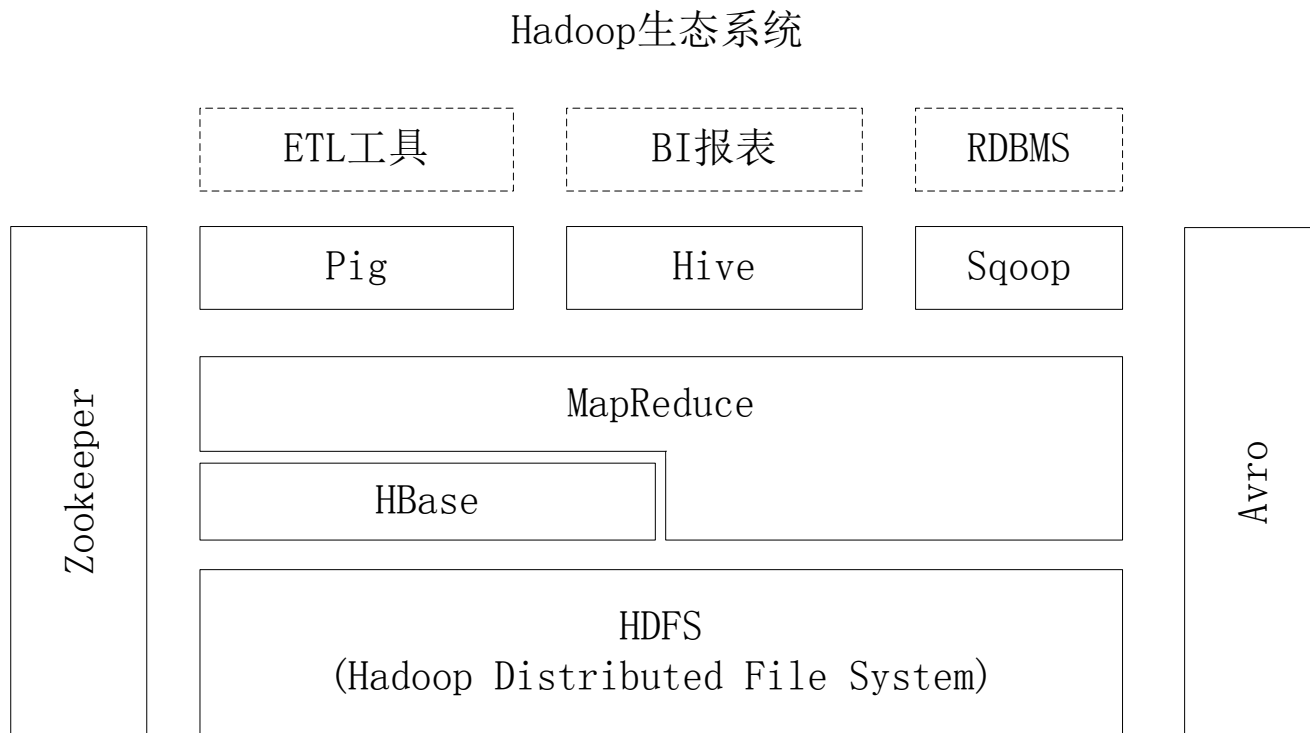 Hadoop生态系统
ETL工具
BI报表
RDBMS
Pig
Hive
Sqoop
Zookeeper
MapReduce
HBase
Avro
HDFS
(Hadoop Distributed File System)